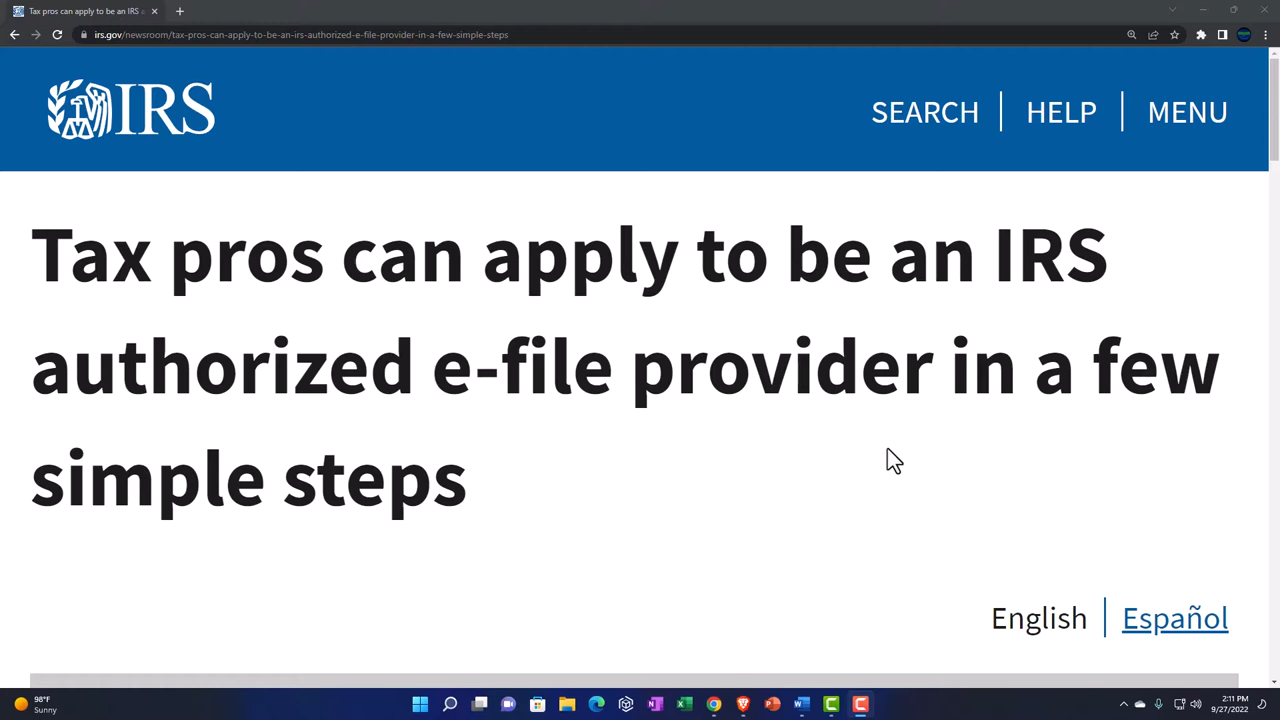 Tax pros can apply to be an IRS a
irs.gov/newsroom/tax-pros-can-apply-to-be-an-irs-authorized-e-file-provider-in-a-few-simple-steps
IRS
SEARCH
HELP
MENU
Tax pros can apply to be an IRS
authorized e-file provider in a few
simple steps
English
Español
98°F
Sunny
2:11 PM
9/27/2022